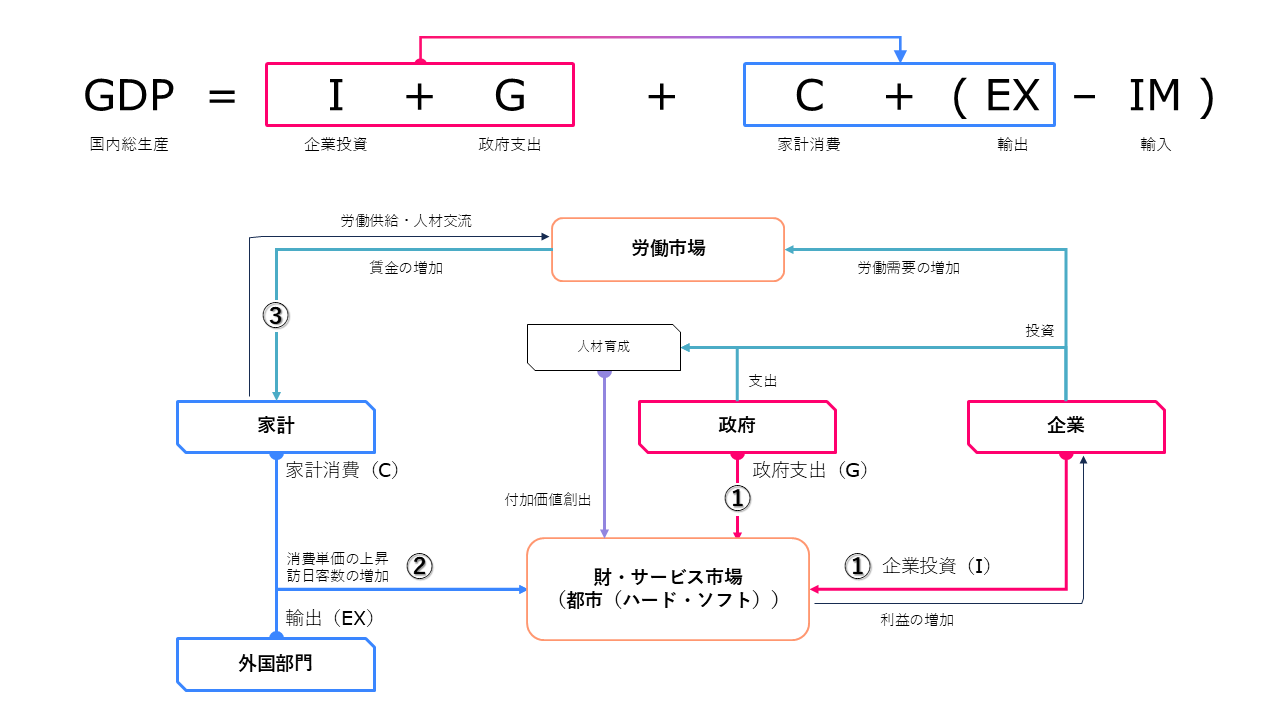 GDP = I + G + C + ( EX − IM )
国内総生産 企業投資 政府支出 家計消費 輸出 輸入
労働供給・人材交流
労働市場
賃金の増加
労働需要の増加
③
投資
人材育成
支出
家計
政府
企業
家計消費（C）
政府支出（G）
付加価値創出
①
消費単価の上昇
訪日客数の増加
②
財・サービス市場
（都市（ハード・ソフト））
① 企業投資（I）
輸出（EX）
利益の増加
外国部門